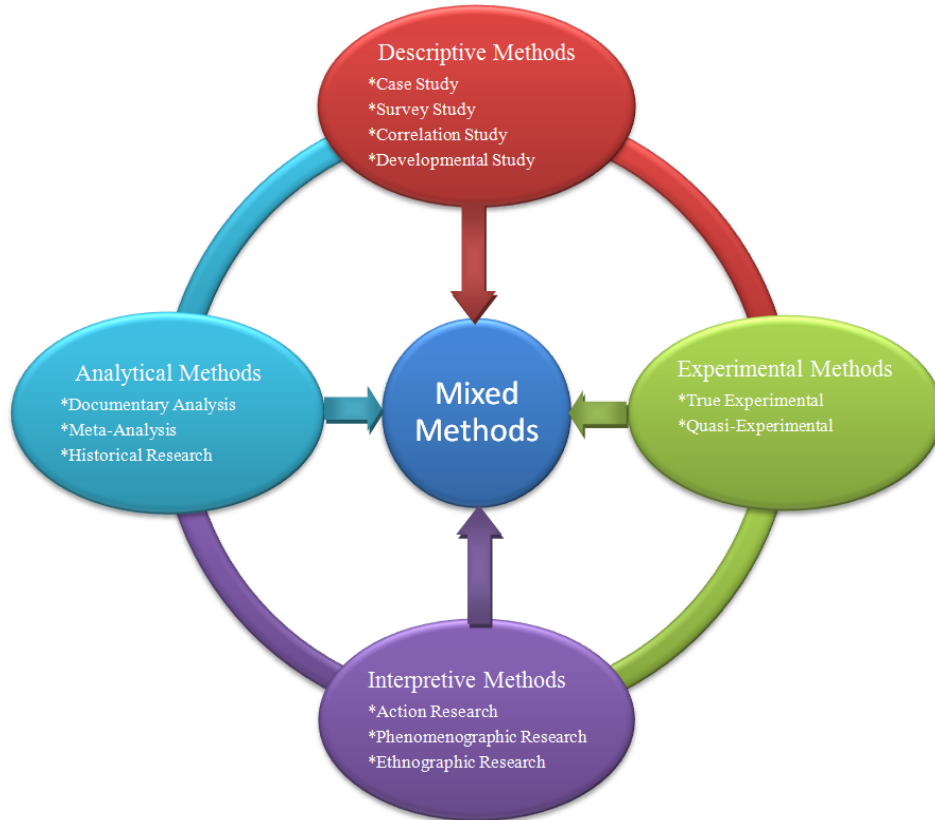 Descriptive Methods
*Case Study
*Survey Study
*Correlation Study
*Developmental Study
Analytical Methods
*Documentary Analysis
*Meta-Analysis
*Historical Research
Mixed
Methods
Experimental Methods
*True Experimental
*Quasi-Experimental
Interpretive Methods
*Action Research
*Phenomenographic Research
*Ethnographic Research